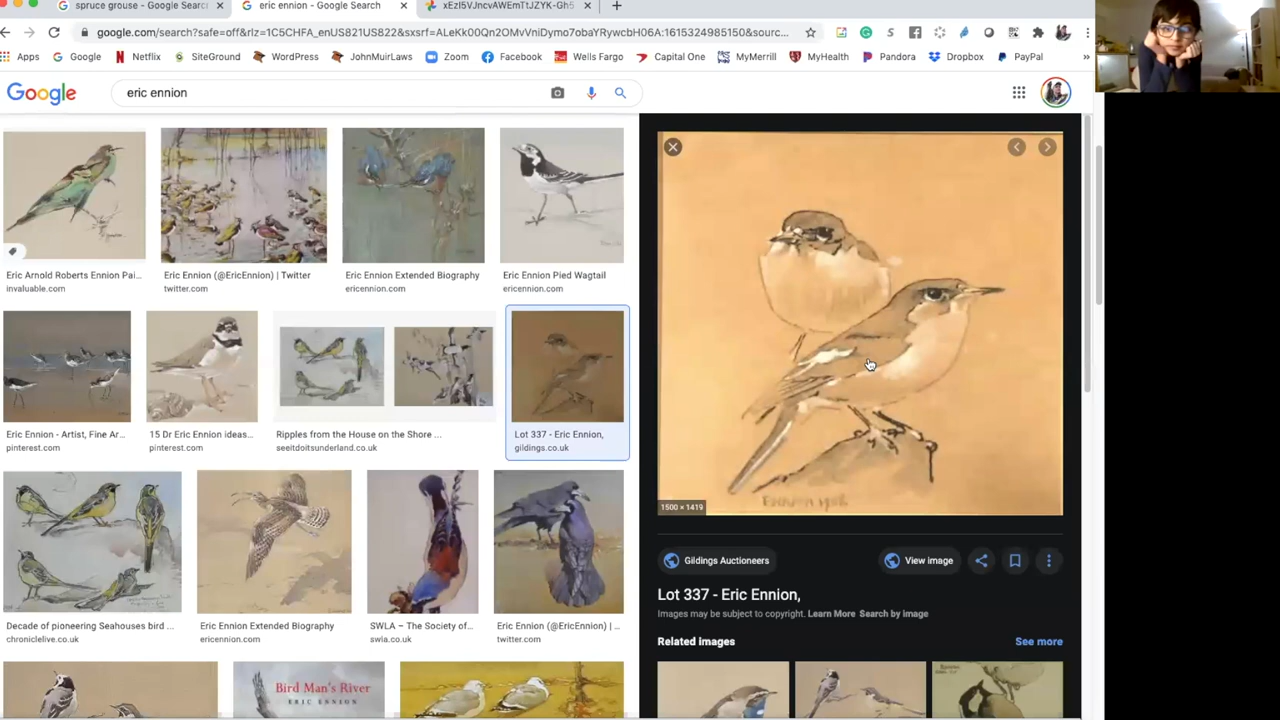 spruce grouse - Google Search
eric ennion - Google Search
xEzI5VJncvAWEmTtJZYK-Gh5
google.com/search?safe=off&rlz=1C5CHFA_enUS821US822&sxsrf=ALeKk00Qn2OMvVniDymo7obaYRywcbH06A:1615324985150&sourc...
Apps Google Netflix SiteGround WordPress JohnMuirLaws Zoom Facebook Wells Fargo Capital One MyMerrill MyHealth Pandora Dropbox PayPal »
Google
eric ennion
Eric Arnold Roberts Ennion Pai...
invaluable.com
Eric Ennion (@EricEnnion) | Twitter
twitter.com
Eric Ennion Extended Biography
ericennion.com
Eric Ennion Pied Wagtail
ericennion.com
Eric Ennion - Artist, Fine Ar...
pinterest.com
15 Dr Eric Ennion ideas...
pinterest.com
Ripples from the House on the Shore ...
seeitdoitsunderland.co.uk
Lot 337 - Eric Ennion,
gildings.co.uk
Decade of pioneering Seahouses bird ...
chroniclelive.co.uk
Eric Ennion Extended Biography
ericennion.com
SWLA – The Society of...
swla.co.uk
Eric Ennion (@EricEnnion) | ...
twitter.com
Bird Man's River
ERIC ENNION
1500 × 1419
Gildings Auctioneers
View image
Lot 337 - Eric Ennion,
Images may be subject to copyright. Learn More Search by image
Related images
See more